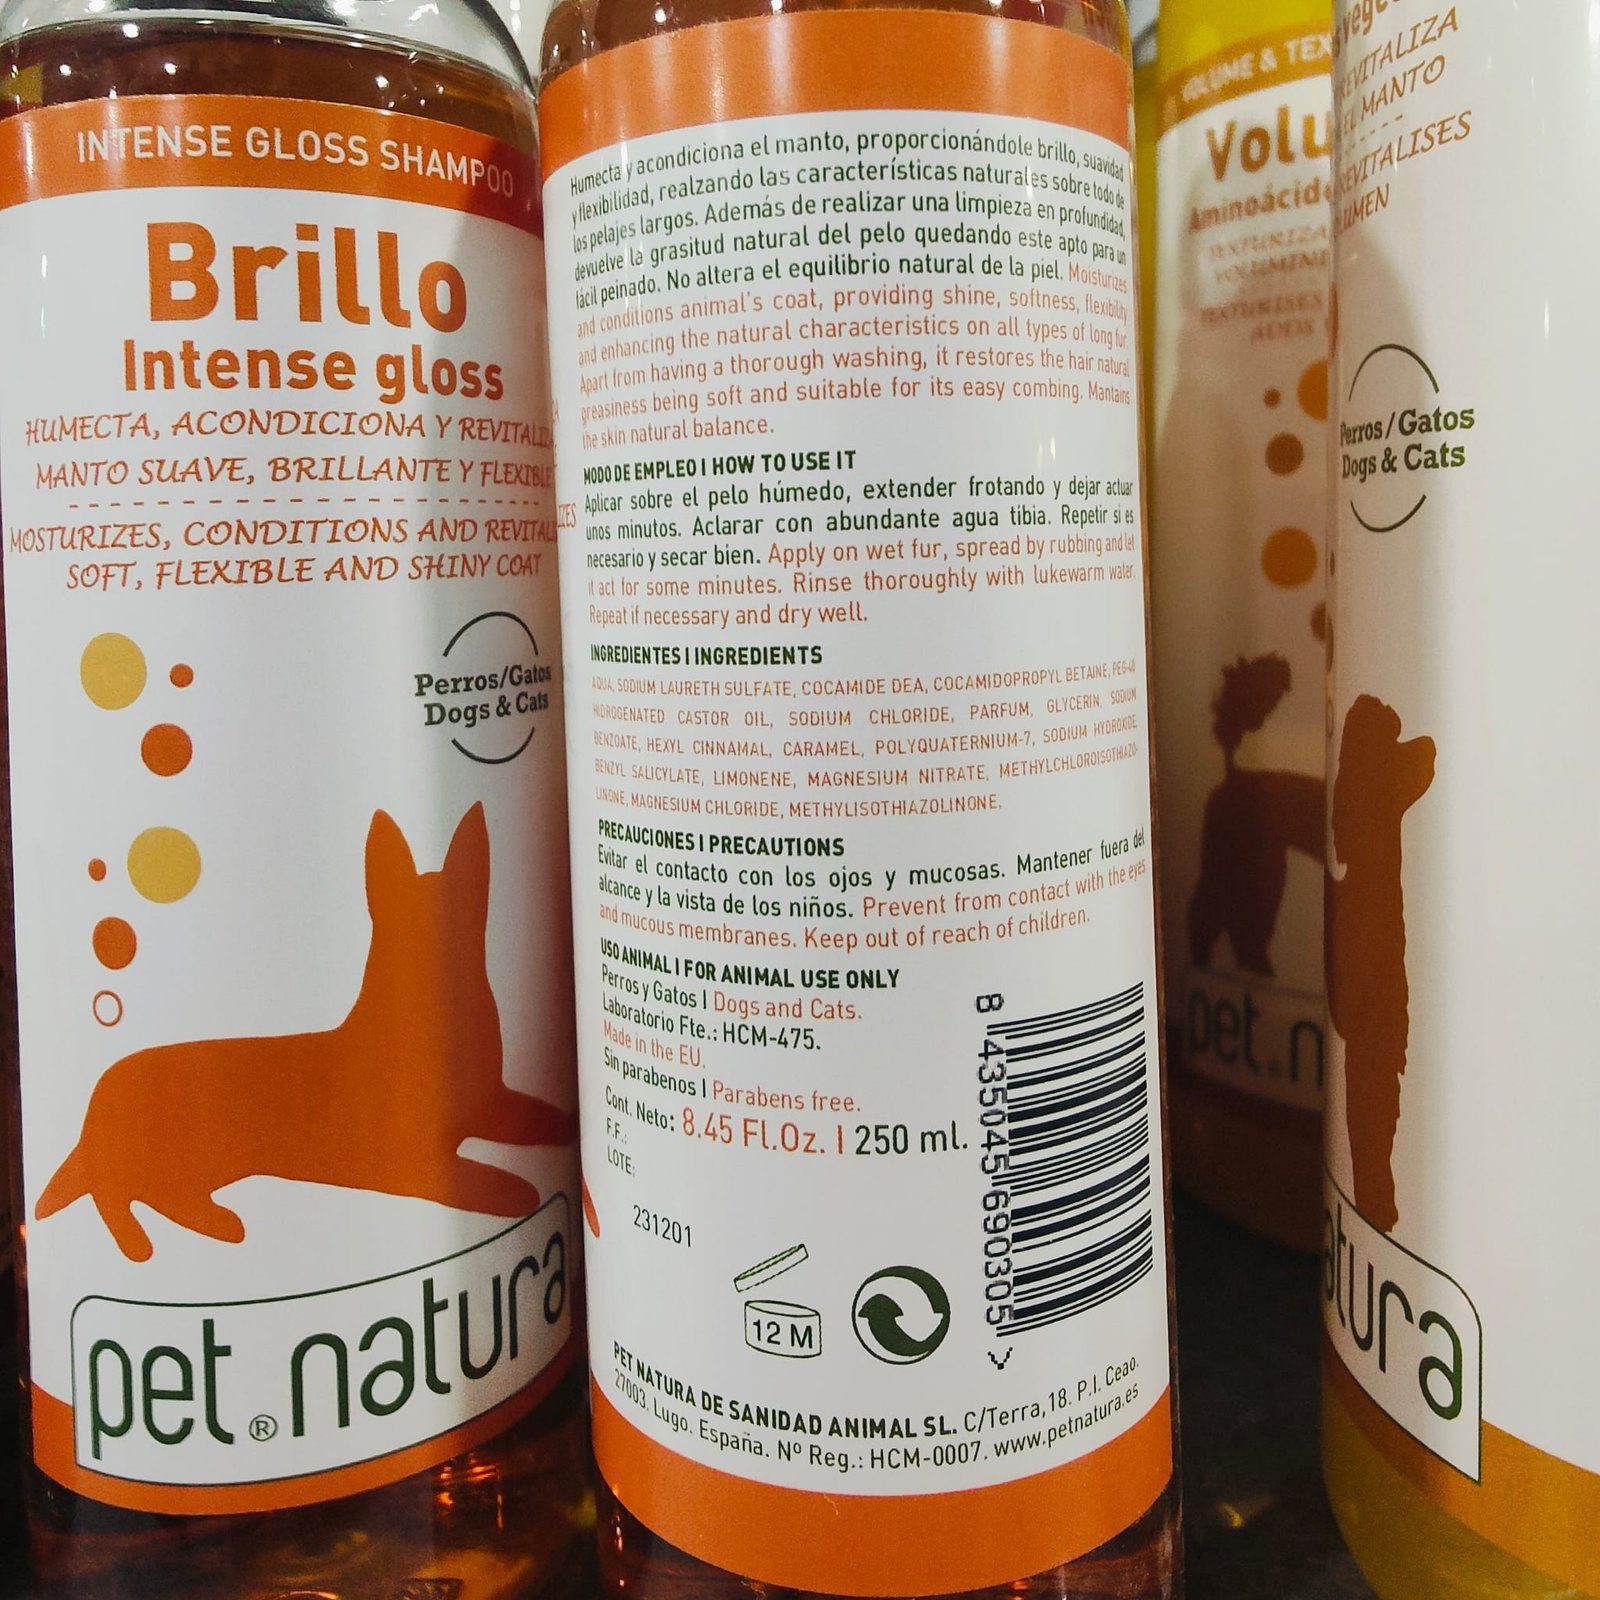 INTENSE GLOSS SHAMPOO
Brillo
Intense gloss
HUMECTA, ACONDICIONA Y REVITALIZA
MANTO SUAVE, BRILLANTE Y FLEXIBLE
MOSTURIZES, CONDITIONS AND REVITALIZES
SOFT, FLEXIBLE AND SHINY COAT
Perros/Gatos
Dogs & Cats
pet® natura
Humecta y acondiciona el manto, proporcionándole brillo, suavidad
y flexibilidad, realzando las características naturales sobre todo de
los pelajes largos. Además de realizar una limpieza en profundidad,
devuelve la grasitud natural del pelo quedando este apto para un
fácil peinado. No altera el equilibrio natural de la piel. Moisturizes
and conditions animal's coat, providing shine, softness, flexibility
and enhancing the natural characteristics on all types of long fur.
Apart from having a thorough washing, it restores the hair natural
greasiness being soft and suitable for its easy combing. Mantains
the skin natural balance.
MODO DE EMPLEO | HOW TO USE IT
Aplicar sobre el pelo húmedo, extender frotando y dejar actuar
unos minutos. Aclarar con abundante agua tibia. Repetir si es
necesario y secar bien. Apply on wet fur, spread by rubbing and let
it act for some minutes. Rinse thoroughly with lukewarm water.
Repeat if necessary and dry well.
INGREDIENTES | INGREDIENTS
AQUA, SODIUM LAURETH SULFATE, COCAMIDE DEA, COCAMIDOPROPYL BETAINE, PEG-40
HIDROGENATED CASTOR OIL, SODIUM CHLORIDE, PARFUM, GLYCERIN, SODIUM
BENZOATE, HEXYL CINNAMAL, CARAMEL, POLYQUATERNIUM-7, SODIUM HYDROXIDE,
BENZYL SALICYLATE, LIMONENE, MAGNESIUM NITRATE, METHYLCHLOROISOTHIAZO-
LINONE, MAGNESIUM CHLORIDE, METHYLISOTHIAZOLINONE.
PRECAUCIONES | PRECAUTIONS
Evitar el contacto con los ojos y mucosas. Mantener fuera del
alcance y la vista de los niños. Prevent from contact with the eyes
and mucous membranes. Keep out of reach of children.
USO ANIMAL | FOR ANIMAL USE ONLY
Perros y Gatos | Dogs and Cats.
Laboratorio Fte.: HCM-475.
Made in the EU.
Sin parabenos | Parabens free.
Cont. Neto: 8.45 Fl.Oz. | 250 ml.
F.F.:
LOTE:
231201
12 M
8 435045 690305 >
PET NATURA DE SANIDAD ANIMAL SL. C/Terra,18. P.I. Ceao.
27003. Lugo. España. Nº Reg.: HCM-0007. www.petnatura.es
VOLUME & TEX
Volu
Aminoácid
TEXTURIZA
pet.n
REVITALIZA
EL MANTO
REVITALISES
Perros/Gatos
Dogs & Cats
atura